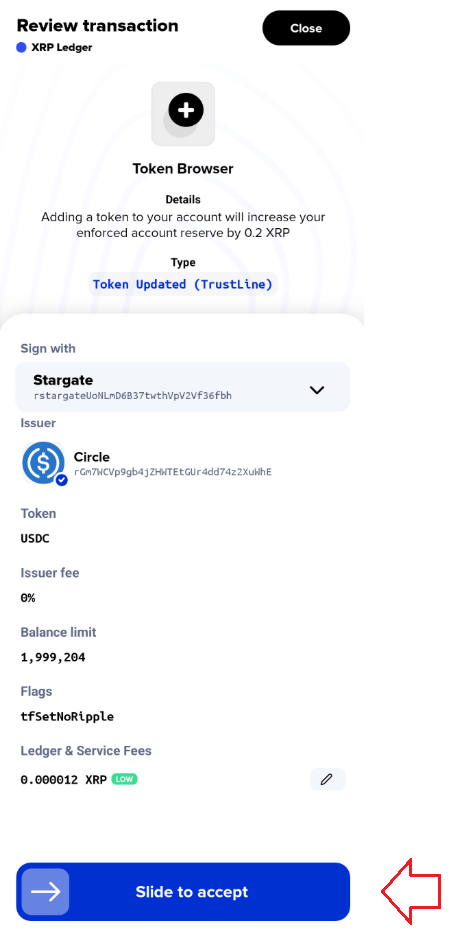 Review transaction
Close
XRP Ledger
Token Browser
Details
Adding a token to your account will increase your
enforced account reserve by 0.2 XRP
Type
Token Updated (TrustLine)
Sign with
Stargate
rstargateUoNLmD6B37twthVpV2Vf36fbh
Issuer
Circle
rGm7WCVp9gb4jZHWTEtGUr4dd74z2XuWhE
Token
USDC
Issuer fee
0%
Balance limit
1,999,204
Flags
tfSetNoRipple
Ledger & Service Fees
0.000012 XRP LOW
Slide to accept